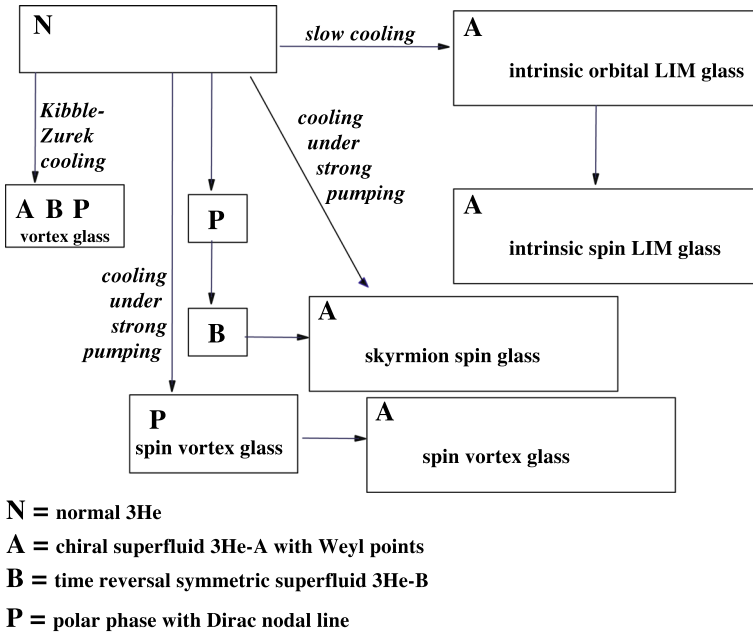 N
slow cooling
A
intrinsic orbital LIM glass
Kibble-
Zurek
cooling
cooling
under
strong
pumping
A B P
vortex glass
P
A
intrinsic spin LIM glass
cooling
under
strong
pumping
B
A
skyrmion spin glass
P
spin vortex glass
A
spin vortex glass
N = normal 3He
A = chiral superfluid 3He-A with Weyl points
B = time reversal symmetric superfluid 3He-B
P = polar phase with Dirac nodal line